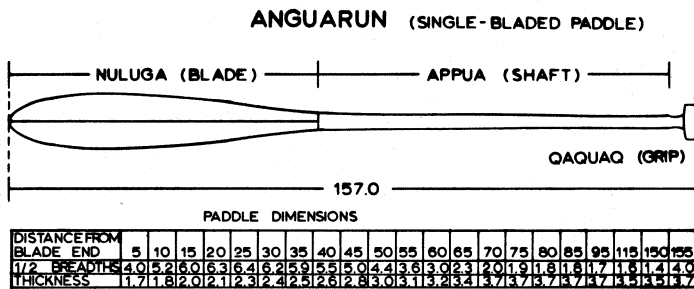 ANGUARUN (SINGLE-BLADED PADDLE)
NULUGA (BLADE) APPUA (SHAFT)
QAQUAQ (GRIP)
157.0
PADDLE DIMENSIONS
DISTANCE FROM
BLADE END 5 10 15 20 25 30 35 40 45 50 55 60 65 70 75 80 85 95 115 150 155
1/2 BREADTHS 4.0 5.2 6.0 6.3 6.4 6.2 5.9 5.5 5.0 4.4 3.6 3.0 2.3 2.0 1.9 1.8 1.8 1.7 1.6 1.4 4.0
THICKNESS 1.7 1.8 2.0 2.1 2.3 2.4 2.5 2.6 2.8 3.0 3.1 3.2 3.4 3.7 3.7 3.7 3.7 3.7 3.5 3.5 3.7